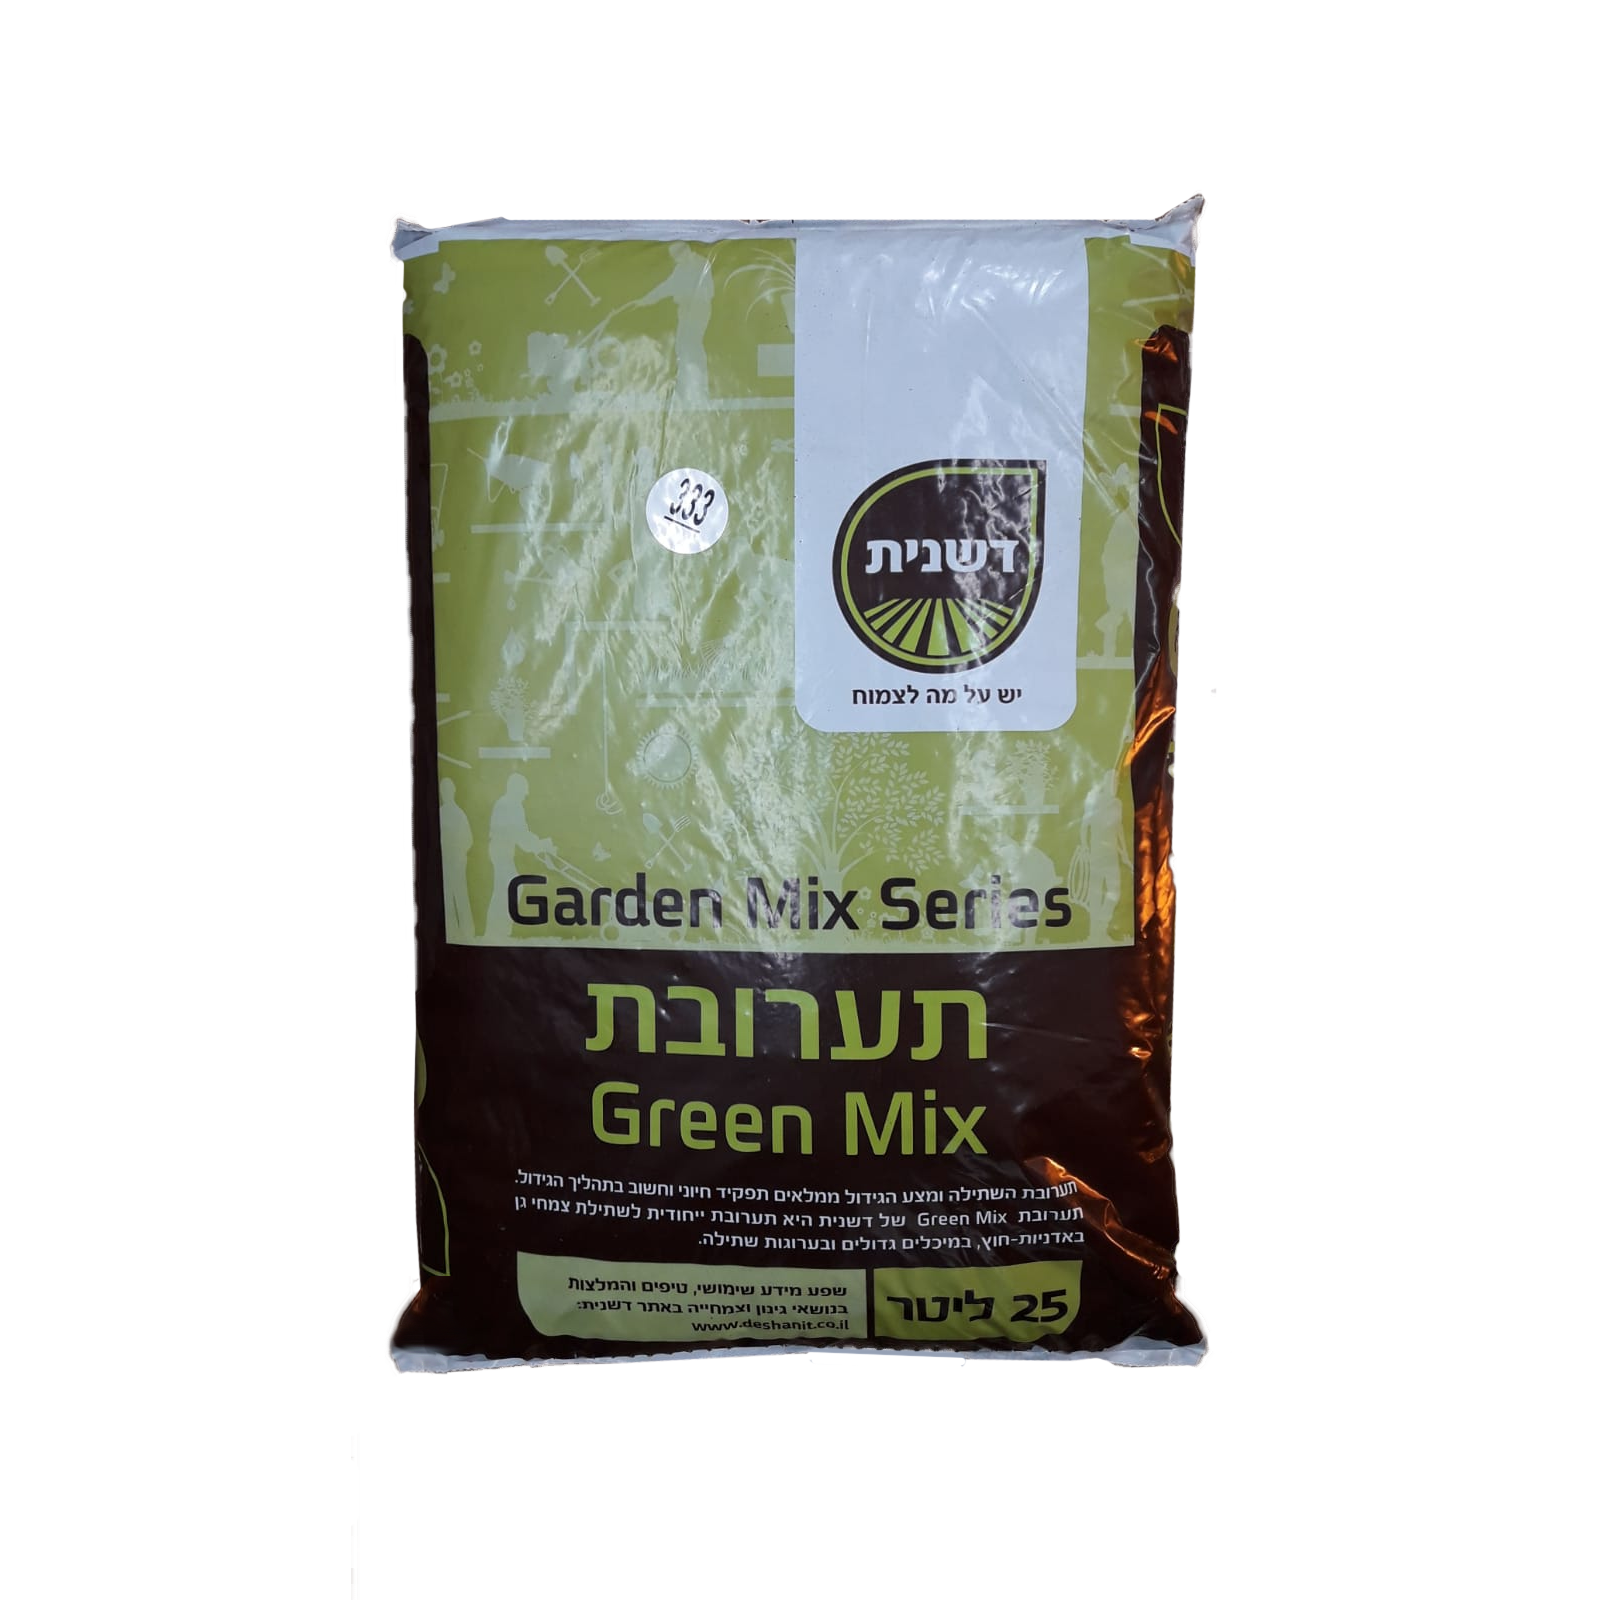 333
דשנית
יש על מה לצמוח
Garden Mix Series
תערובת
Green Mix
תערובת השתילה ומצע הגידול ממלאים תפקיד חיוני וחשוב בתהליך הגידול.
תערובת Green Mix של דשנית היא תערובת ייחודית לשתילת צמחי גן
באדניות-חוץ, במיכלים גדולים ובערוגות שתילה.
25 ליטר
שפע מידע שימושי, טיפים והמלצות
בנושאי גינון וצמחייה באתר דשנית:
www.deshanit.co.il